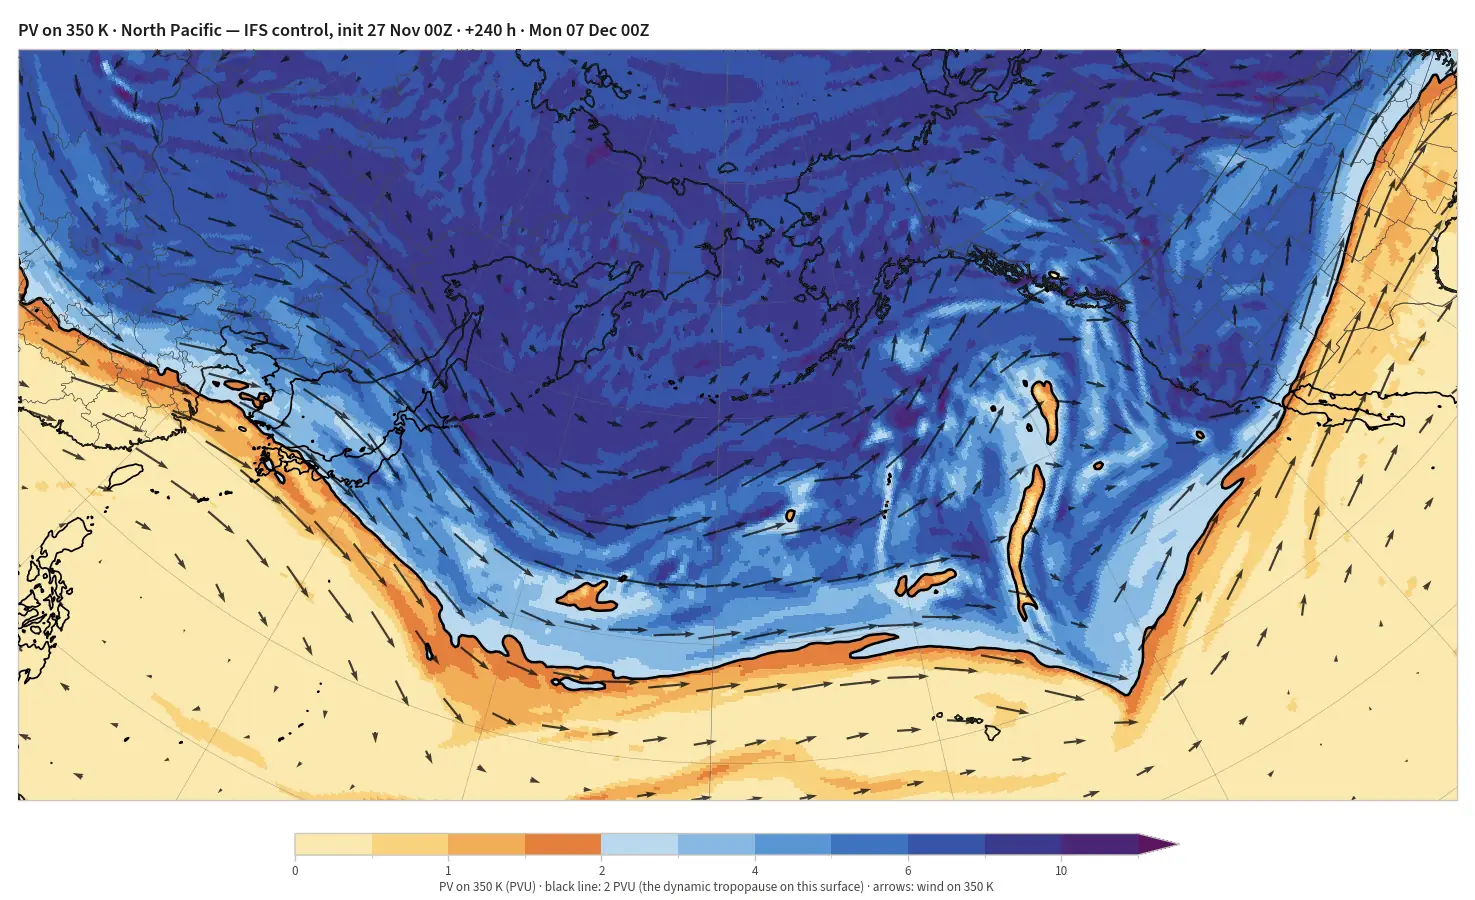 PV on 350 K · North Pacific — IFS control, init 27 Nov 00Z · +240 h · Mon 07 Dec 00Z
0 1 2 4 6 8 10
PV on 350 K (PVU) · black line: 2 PVU (the dynamic tropopause on this surface) · arrows: wind on 350 K